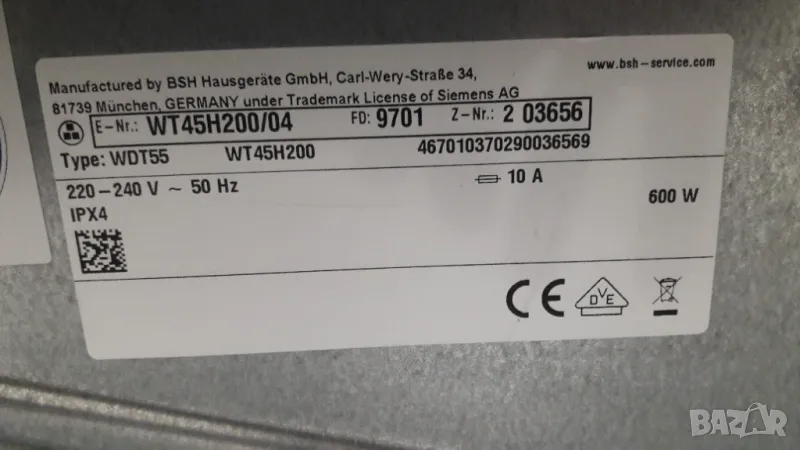 Manufactured by BSH Hausgeräte GmbH, Carl-Wery-Straße 34,
81739 München, GERMANY under Trademark License of Siemens AG
www.bsh-service.com
E-Nr.: WT45H200/04 FD: 9701 Z-Nr.: 2 03656
Type: WDT55 WT45H200 467010370290036569
220-240 V ~ 50 Hz 10 A 600 W
IPX4
CE DVE
BAZAR